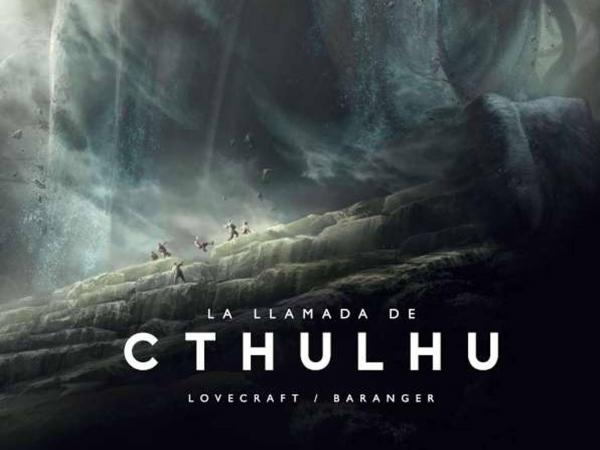 LA LLAMADA DE
CTHULHU
LOVECRAFT / BARANGER